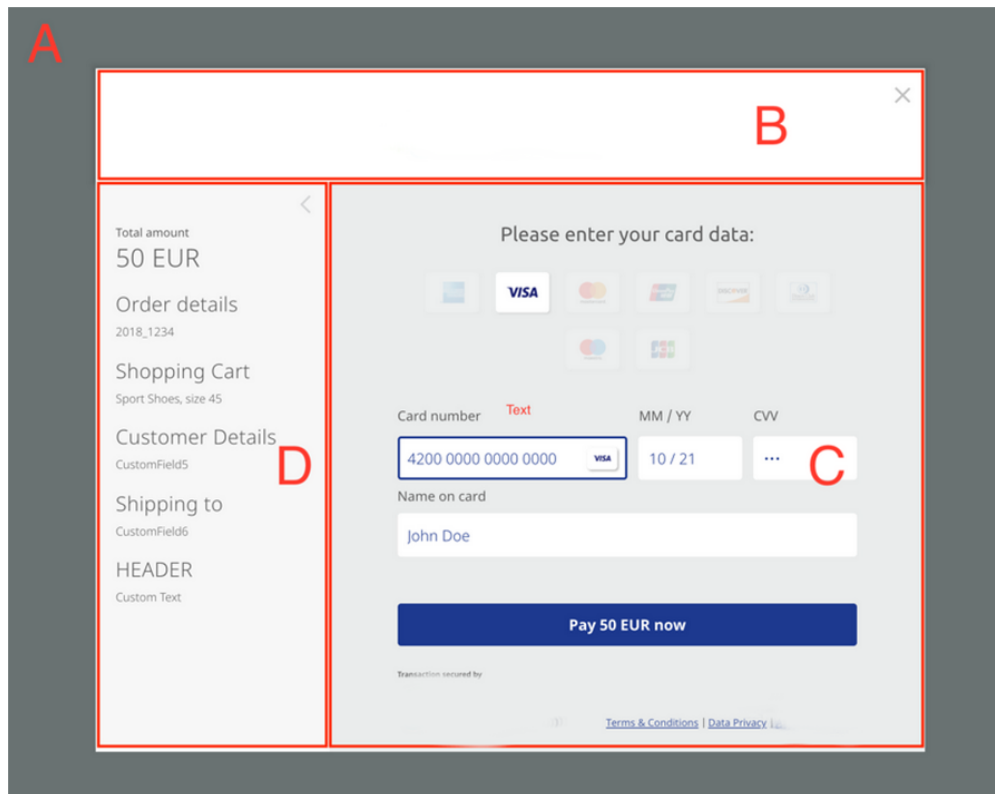 A
B
Total amount
50 EUR
Order details
2018_1234
Shopping Cart
Sport Shoes, size 45
Customer Details
CustomField5
D
Shipping to
CustomField6
HEADER
Custom Text
Please enter your card data:
VISA DISCOVER
JCB
Card number Text MM / YY CVV
4200 0000 0000 0000 VISA 10 / 21 ··· C
Name on card
John Doe
Pay 50 EUR now
Transaction secured by
Terms & Conditions | Data Privacy |